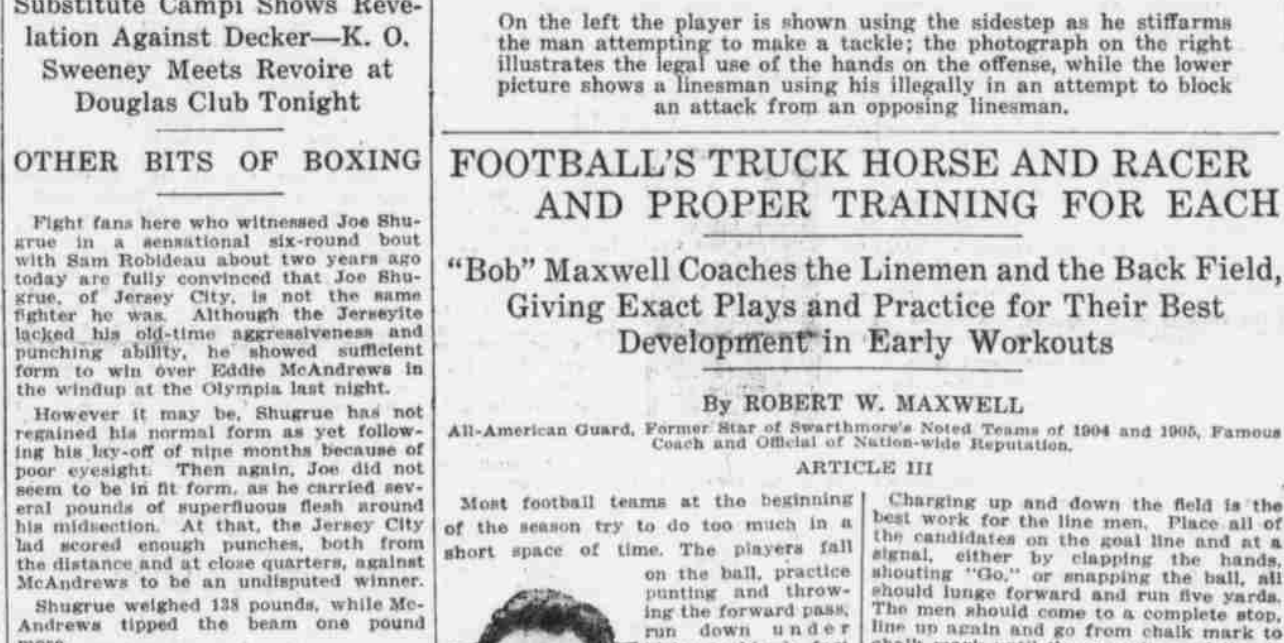 Substitute Campi Shows Reve-
lation Against Decker—K. O.
Sweeney Meets Revoire at
Douglas Club Tonight
OTHER BITS OF BOXING
Fight fans here who witnessed Joe Shu-
grue in a sensational six-round bout
with Sam Robideau about two years ago
today are fully convinced that Joe Shu-
grue, of Jersey City, is not the same
fighter he was. Although the Jerseyite
lacked his old-time aggressiveness and
punching ability, he showed sufficient
form to win over Eddie McAndrews in
the windup at the Olympia last night.
However it may be, Shugrue has not
regained his normal form as yet follow-
ing his lay-off of nine months because of
poor eyesight. Then again, Joe did not
seem to be in fit form, as he carried sev-
eral pounds of superfluous flesh around
his midsection. At that, the Jersey City
lad scored enough punches, both from
the distance and at close quarters, against
McAndrews to be an undisputed winner.
Shugrue weighed 138 pounds, while Mc-
Andrews tipped the beam one pound
On the left the player is shown using the sidestep as he stiffarms
the man attempting to make a tackle; the photograph on the right
illustrates the legal use of the hands on the offense, while the lower
picture shows a linesman using his illegally in an attempt to block
an attack from an opposing linesman.
FOOTBALL'S TRUCK HORSE AND RACER
AND PROPER TRAINING FOR EACH
"Bob" Maxwell Coaches the Linemen and the Back Field,
Giving Exact Plays and Practice for Their Best
Development in Early Workouts
By ROBERT W. MAXWELL
All-American Guard, Former Star of Swarthmore's Noted Teams of 1904 and 1905, Famous
Coach and Official of Nation-wide Reputation.
ARTICLE III
Most football teams at the beginning
of the season try to do too much in a
short space of time. The players fall
on the ball, practice
punting and throw-
ing the forward pass,
run down under
Charging up and down the field is the
best work for the line men. Place all of
the candidates on the goal line and at a
signal, either by clapping the hands,
shouting "Go," or snapping the ball, all
should lunge forward and run five yards.
The men should come to a complete stop,
line up again and go from chalk mark to